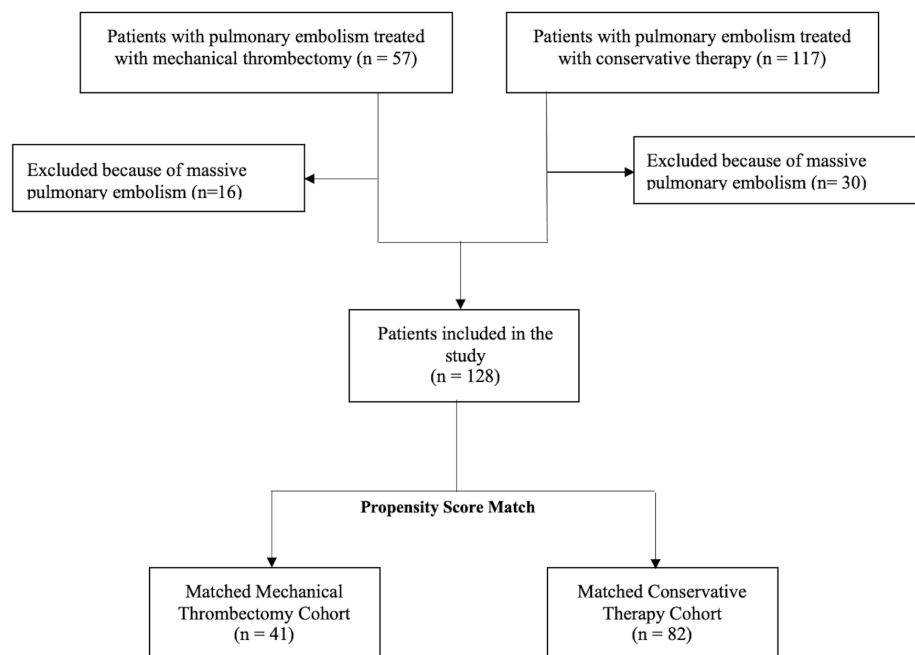 Patients with pulmonary embolism treated
with mechanical thrombectomy (n = 57)
Patients with pulmonary embolism treated
with conservative therapy (n = 117)
Excluded because of massive
pulmonary embolism (n=16)
Excluded because of massive
pulmonary embolism (n= 30)
Patients included in the
study
(n = 128)
Propensity Score Match
Matched Mechanical
Thrombectomy Cohort
(n = 41)
Matched Conservative
Therapy Cohort
(n = 82)